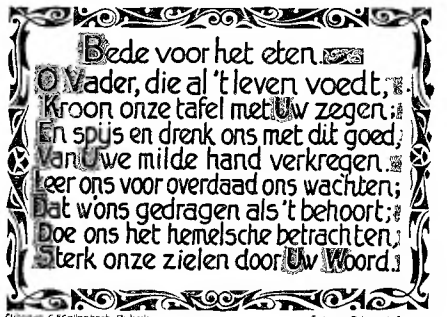 Bede voor het eten.
O Vader, die al 't leven voedt,
Kroon onze tafel met Uw zegen;
En spijs en drenk ons met dit goed,
Van Uwe milde hand verkregen.
Leer ons voor overdaad ons wachten;
Dat w'ons gedragen als 't behoort;
Doe ons het hemelsche betrachten,
Sterk onze zielen door Uw Woord.